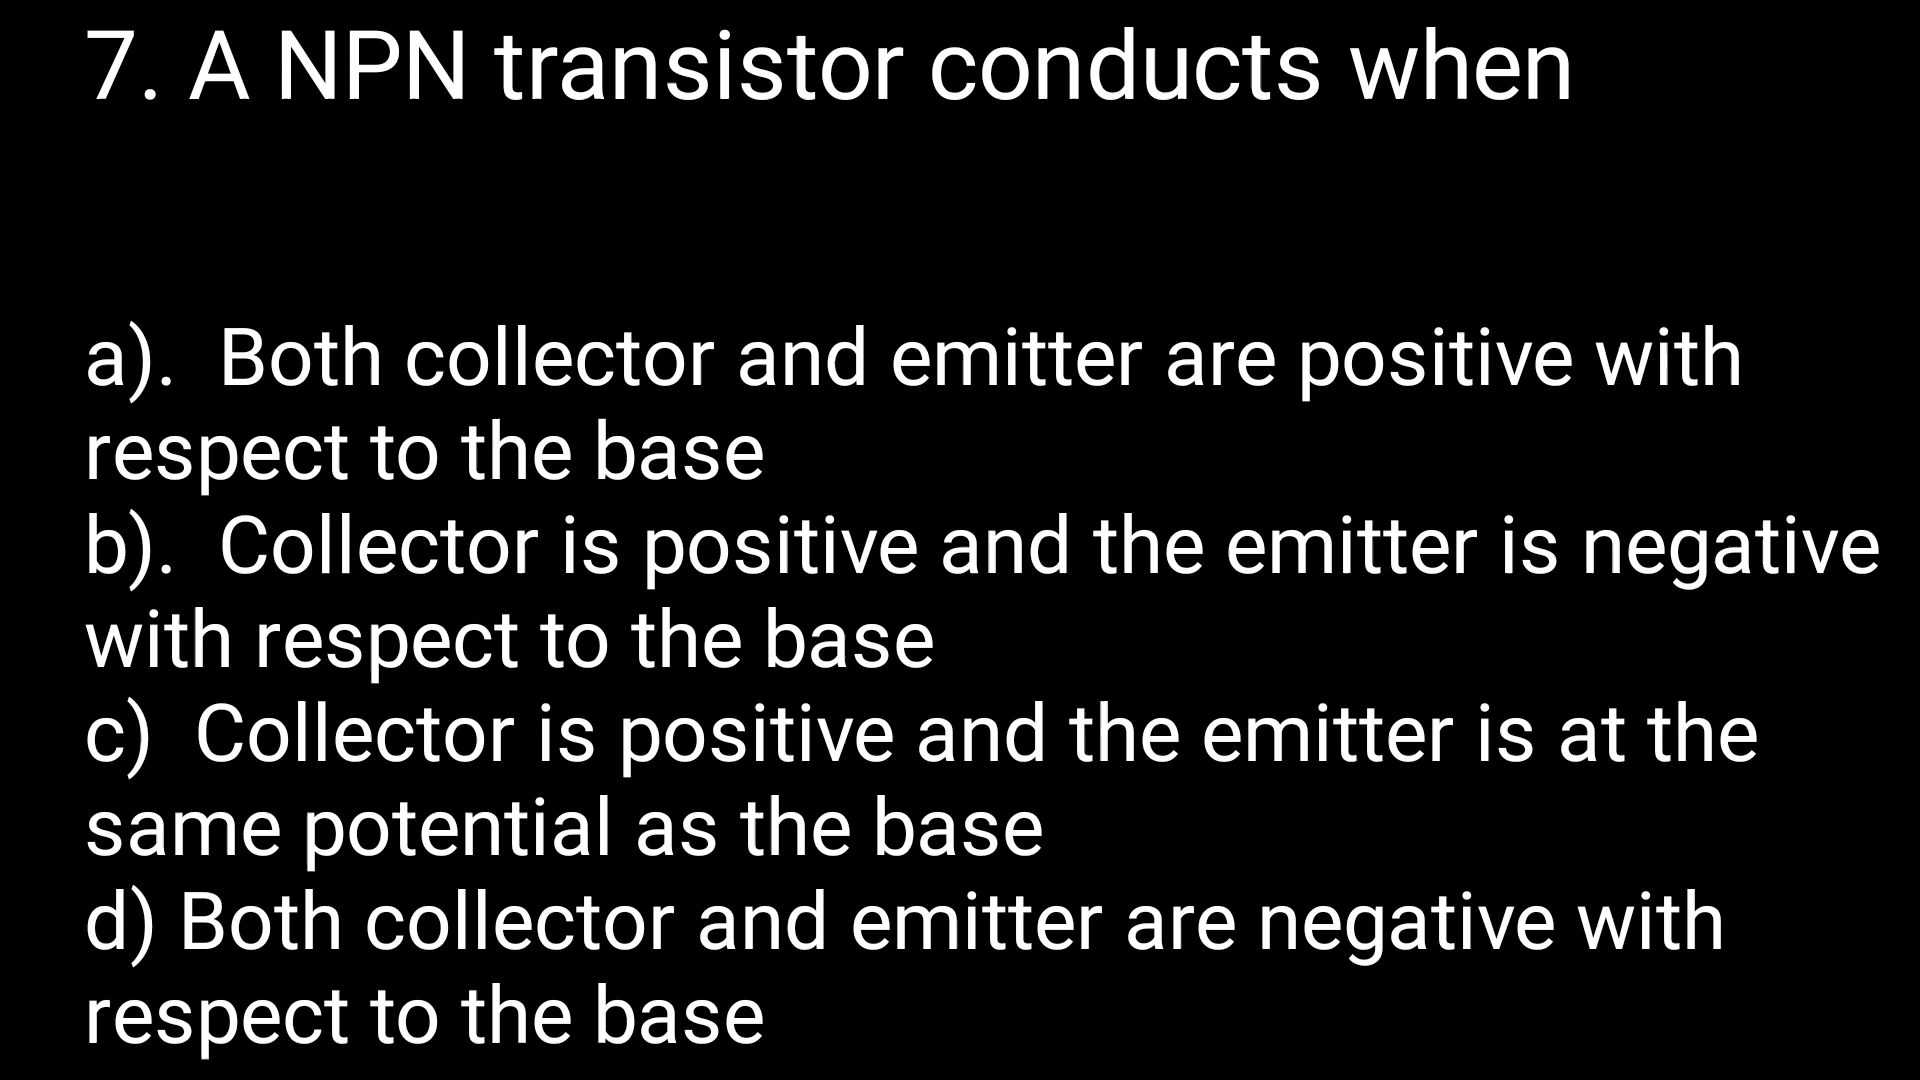 7. A NPN transistor conducts when
a).  Both collector and emitter are positive with
respect to the base
b).  Collector is positive and the emitter is negative
with respect to the base
c)  Collector is positive and the emitter is at the
same potential as the base
d) Both collector and emitter are negative with
respect to the base